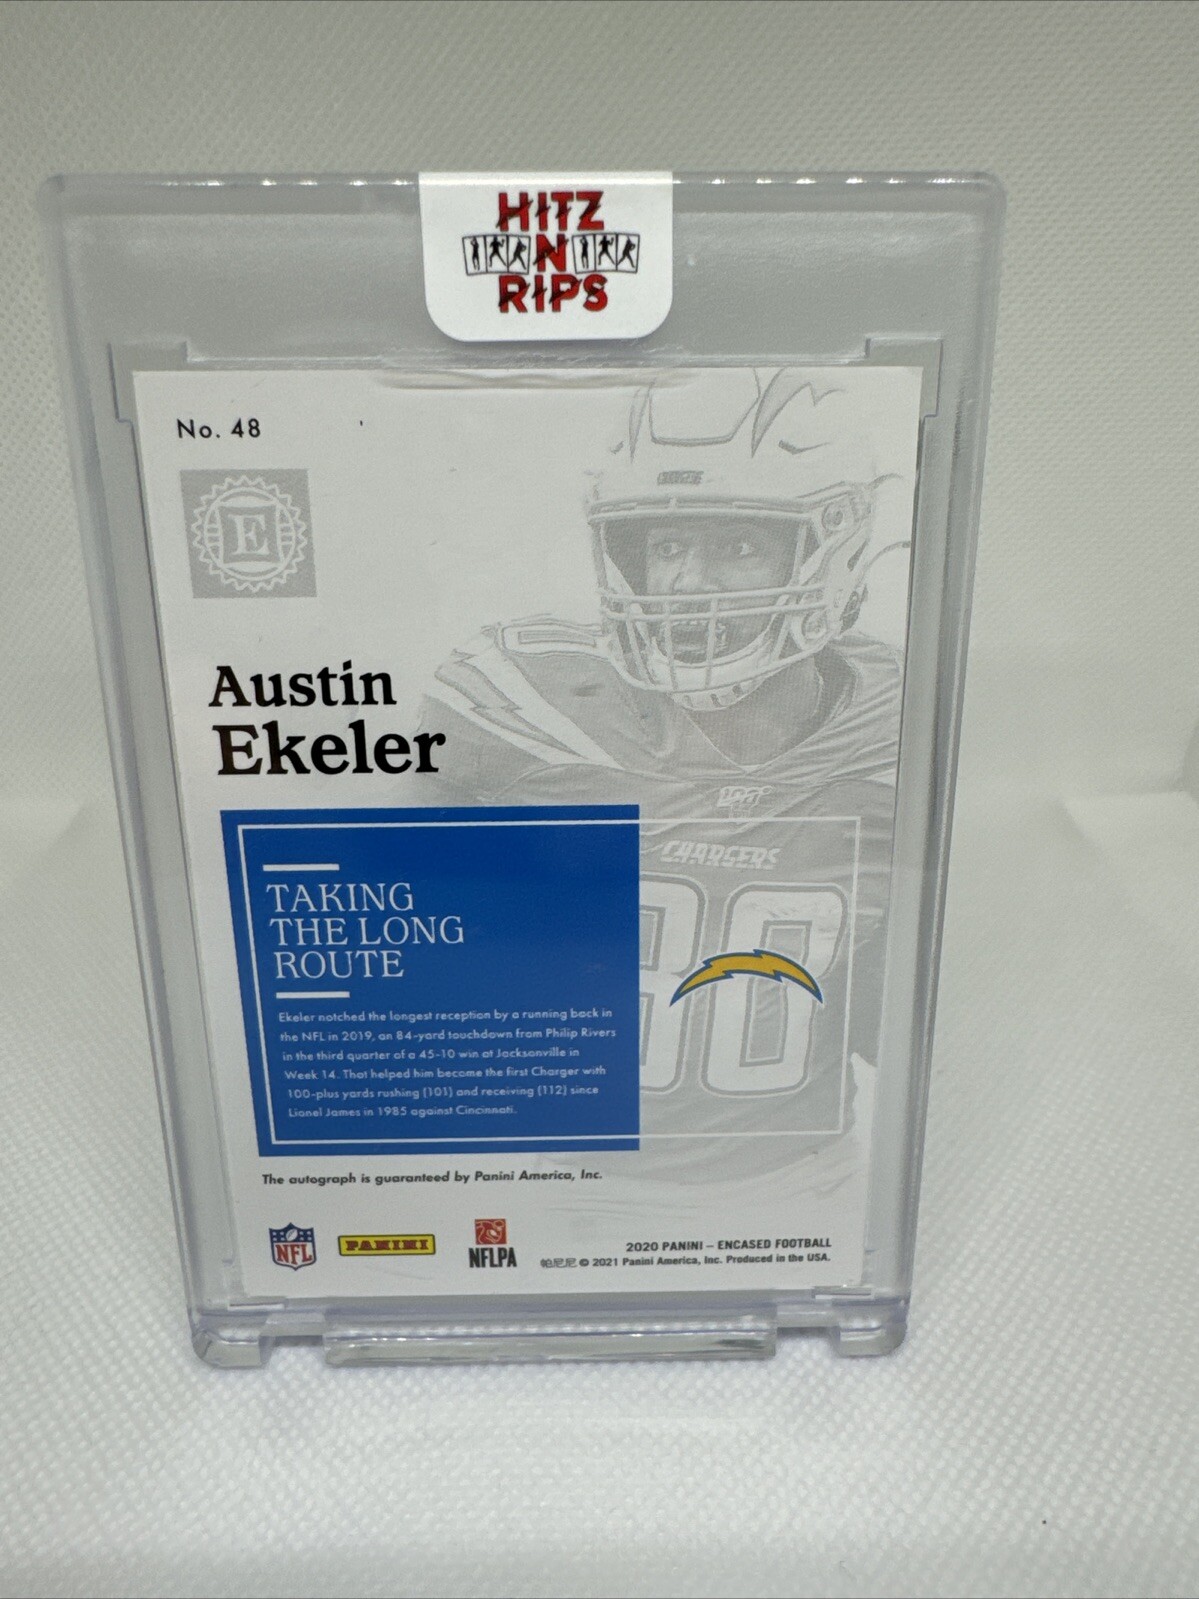 HITZ
N
RIPS
No. 48
E
Austin
Ekeler
100
CHARGERS
TAKING
THE LONG
ROUTE
Ekeler notched the longest reception by a running back in
the NFL in 2019, an 84-yard touchdown from Philip Rivers
in the third quarter of a 45-10 win at Jacksonville in
Week 14. That helped him become the first Charger with
100-plus yards rushing (101) and receiving (112) since
Lionel James in 1985 against Cincinnati.
The autograph is guaranteed by Panini America, Inc.
NFL
PANINI
NFLPA
2020 PANINI – ENCASED FOOTBALL
帕尼尼 © 2021 Panini America, Inc. Produced in the USA.